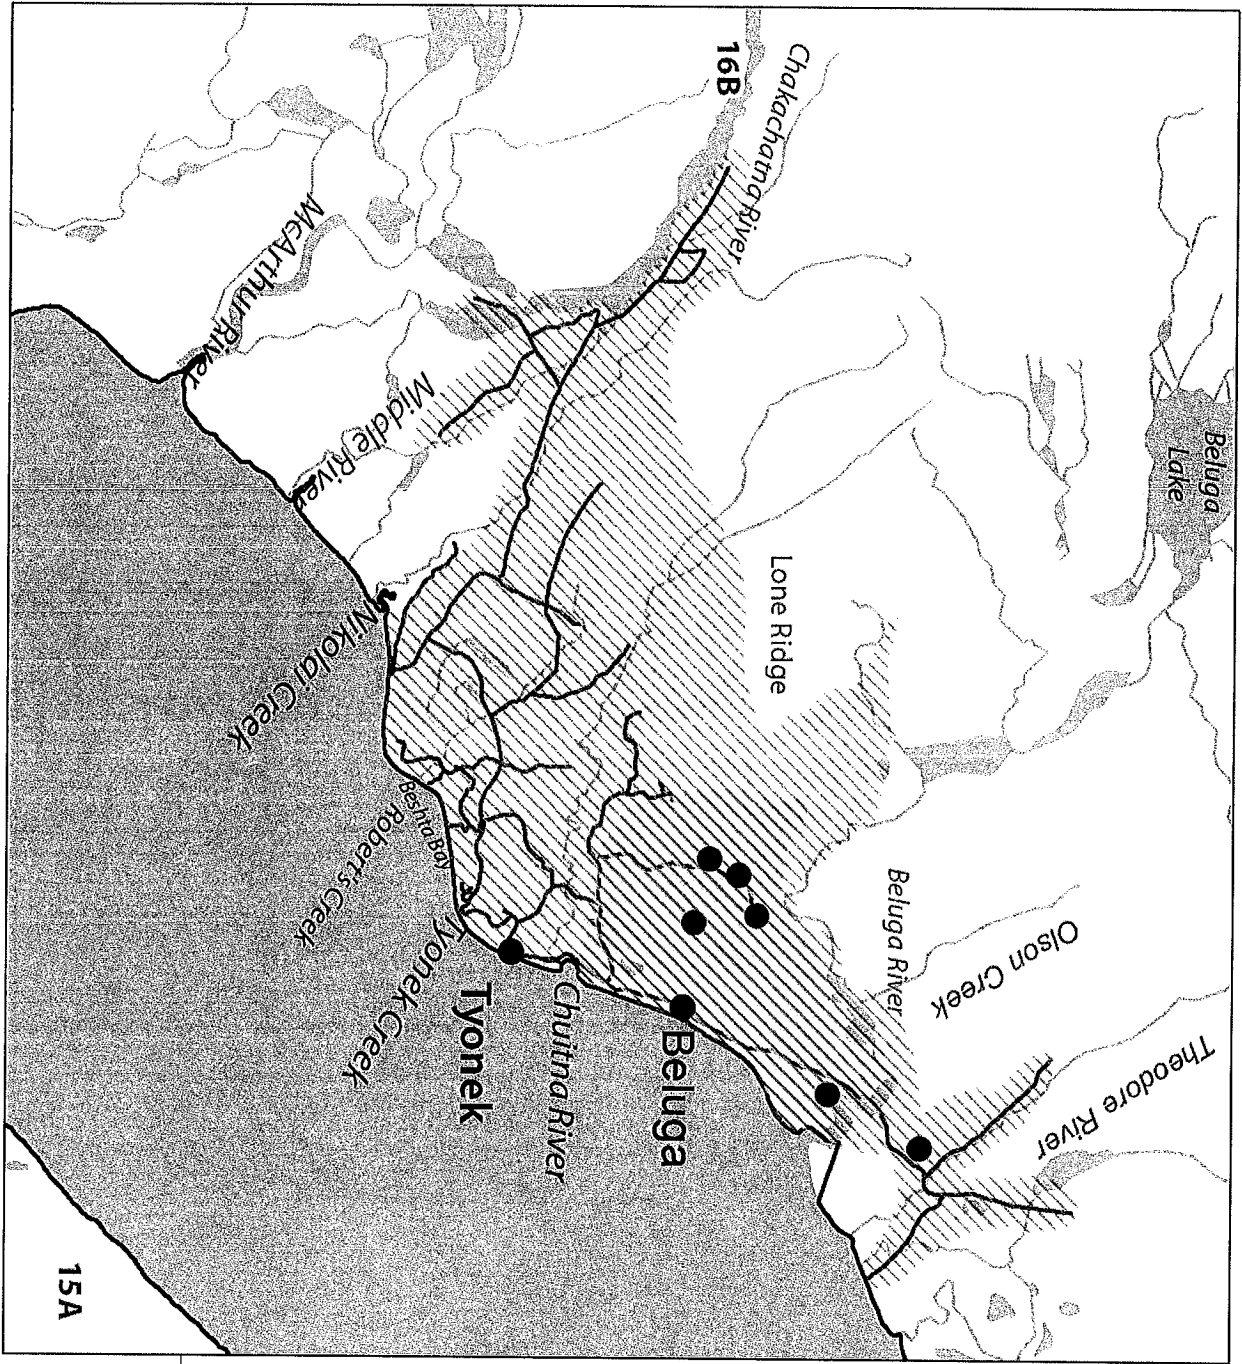 Beluga
Lake
Theodore River
Olson Creek
Beluga River
Lone Ridge
Chakachatna River
16B
Beluga
Chuitna River
Tyonek
Tyonek Creek
Beshta Bay
Robert's Creek
Nikolai Creek
Middle River
McArthur River
15A